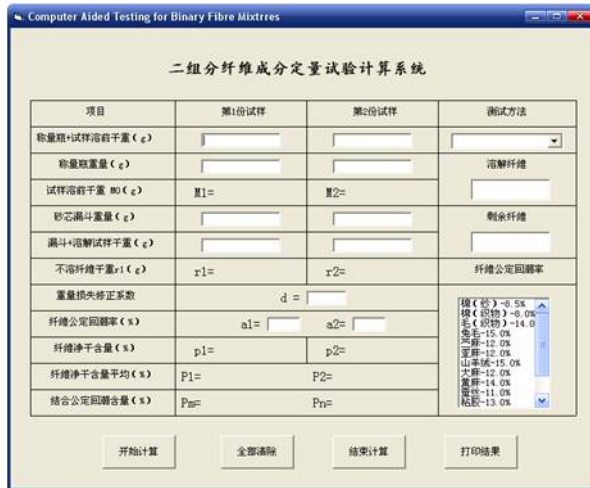 Computer Aided Testing for Binary Fibre Mixtrres
二组分纤维成分定量试验计算系统
项目 第1份试样 第2份试样 测试方法
称量瓶+试样溶前干重(g)
称量瓶重量(g) 溶解纤维
试样溶前干重 M0(g) M1= M2=
砂芯漏斗重量(g) 剩余纤维
漏斗+溶解试样干重(g)
不溶纤维干重r1(g) r1= r2= 纤维公定回潮率
重量损失修正系数 d =
纤维公定回潮率(%) a1= a2=
纤维净干含量(%) p1= p2=
纤维净干含量平均(%) P1= P2=
结合公定回潮含量(%) Pm= Pn=
棉(纱)-8.5%
棉(织物)-8.0%
毛(织物)-14.0
兔毛-15.0%
苎麻-12.0%
亚麻-12.0%
山羊绒-15.0%
大麻-12.0%
黄麻-14.0%
蚕丝-11.0%
粘胶-13.0%
开始计算 全部清除 结束计算 打印结果